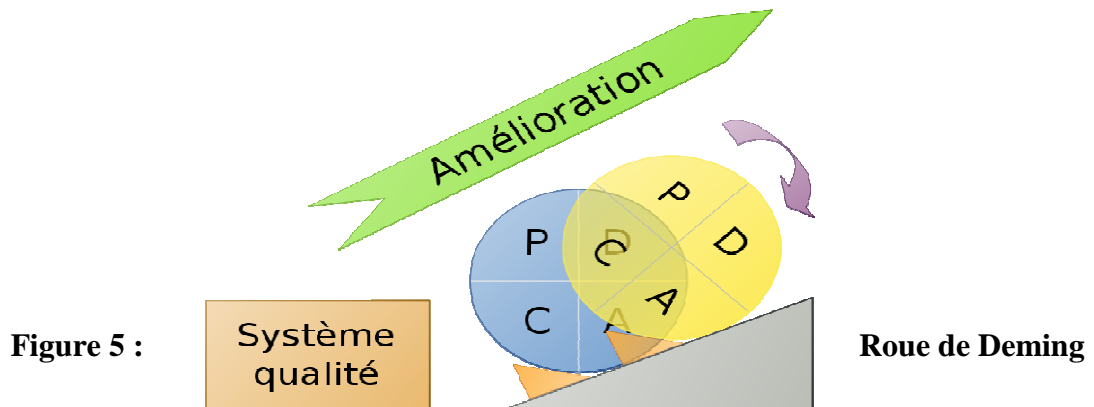 Amélioration
P D
C A
P
D
C
A
Système
qualité
Figure 5 :
Roue de Deming